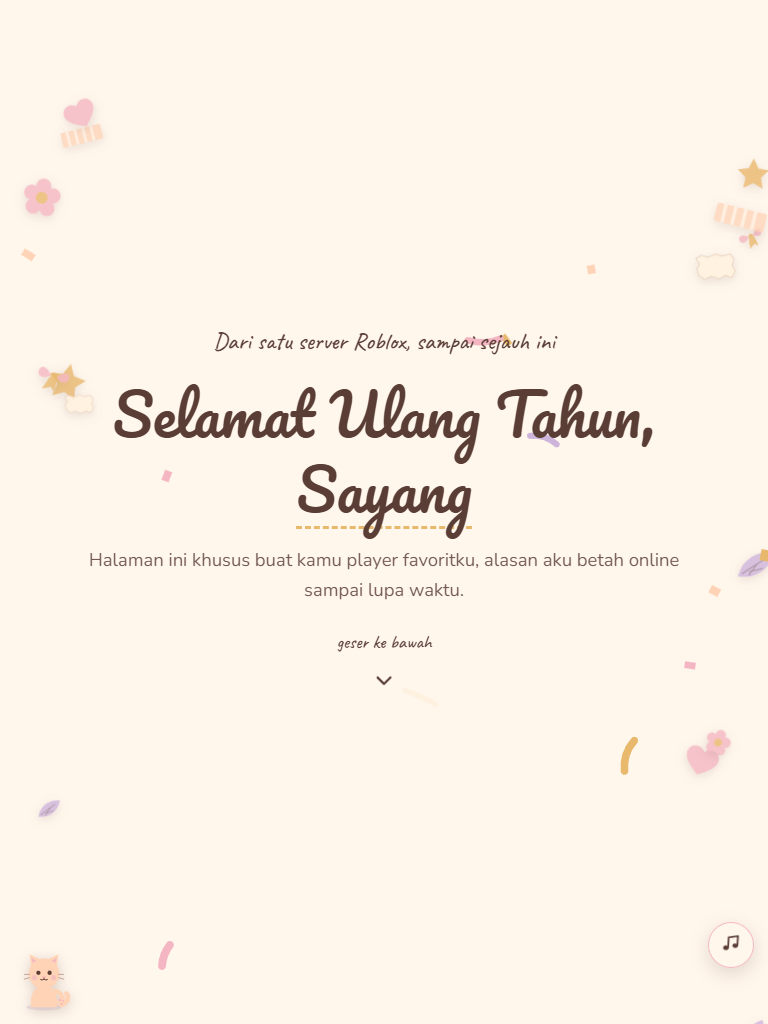 Dari satu server Roblox, sampai sejauh ini
Selamat Ulang Tahun,
Sayang
Halaman ini khusus buat kamu player favoritku, alasan aku betah online
sampai lupa waktu.
geser ke bawah